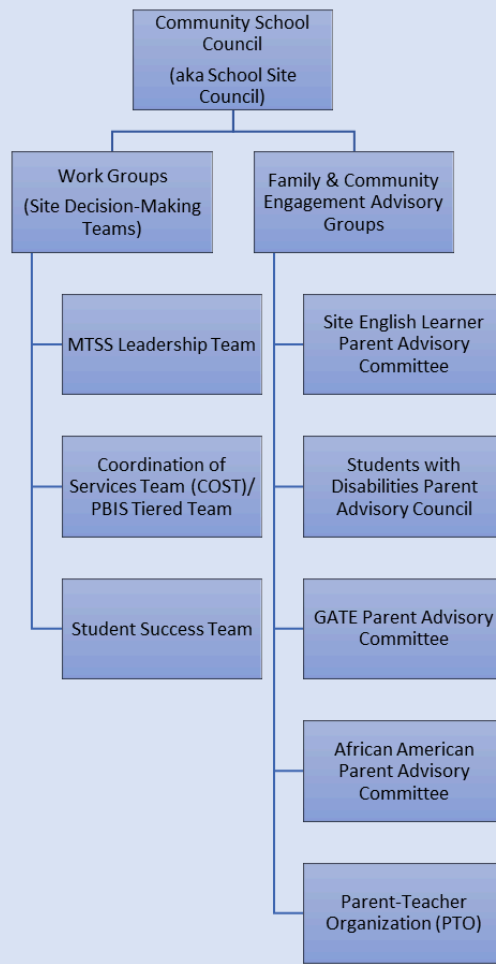 Community School
Council
(aka School Site
Council)
Work Groups
(Site Decision-Making
Teams)
Family & Community
Engagement Advisory
Groups
MTSS Leadership Team
Coordination of
Services Team (COST)/
PBIS Tiered Team
Student Success Team
Site English Learner
Parent Advisory
Committee
Students with
Disabilities Parent
Advisory Council
GATE Parent Advisory
Committee
African American
Parent Advisory
Committee
Parent-Teacher
Organization (PTO)